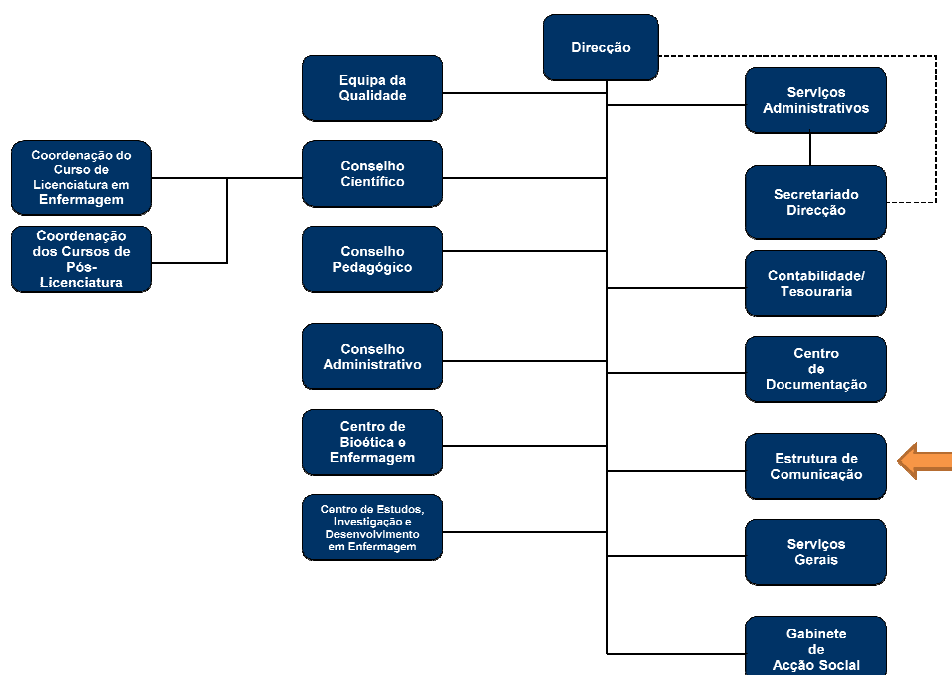 Direcção
Equipa da
Qualidade
Serviços
Administrativos
Coordenação do
Curso de
Licenciatura em
Enfermagem
Conselho
Científico
Secretariado
Direcção
Coordenação
dos Cursos de
Pós-
Licenciatura
Conselho
Pedagógico
Contabilidade/
Tesouraria
Conselho
Administrativo
Centro
de
Documentação
Centro de
Bioética e
Enfermagem
Estrutura de
Comunicação
Centro de Estudos,
Investigação e
Desenvolvimento
em Enfermagem
Serviços
Gerais
Gabinete
de
Acção Social